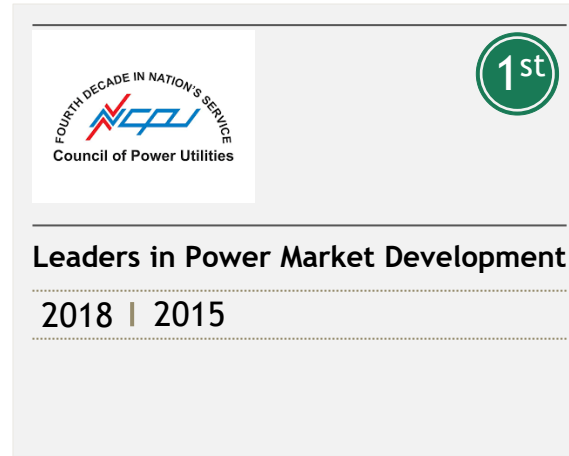 FOURTH DECADE IN NATION'S SERVICE
NCPU
Council of Power Utilities
1st
Leaders in Power Market Development
2018 | 2015